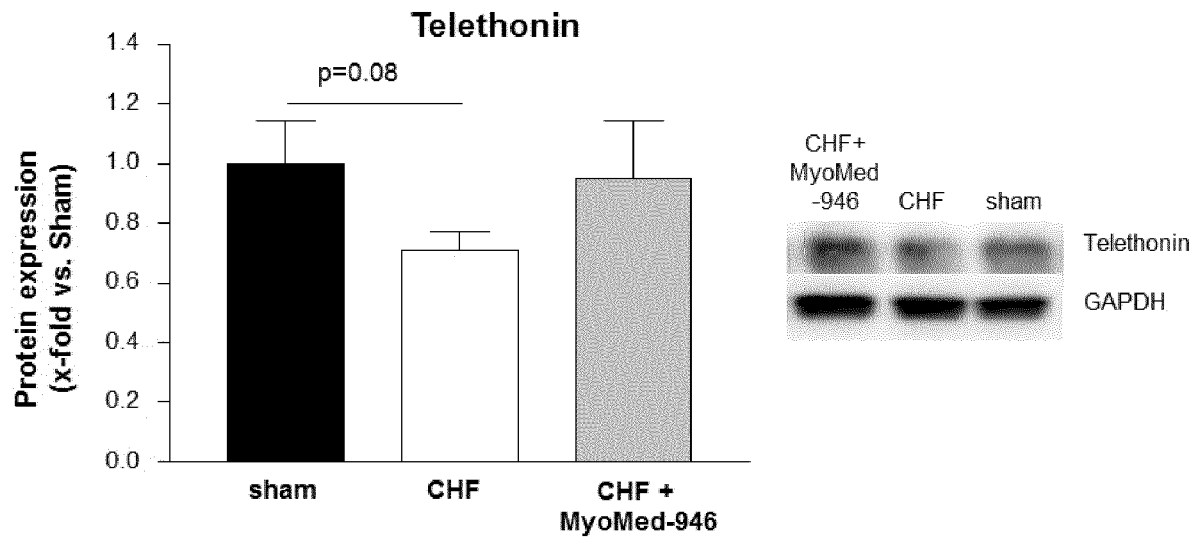 Telethonin
1.4
1.2
1.0
0.8
0.6
0.4
0.2
0.0
Protein expression
(x-fold vs. Sham)
p=0.08
sham
CHF
CHF +
MyoMed-946
CHF+
MyoMed
-946
CHF
sham
Telethonin
GAPDH